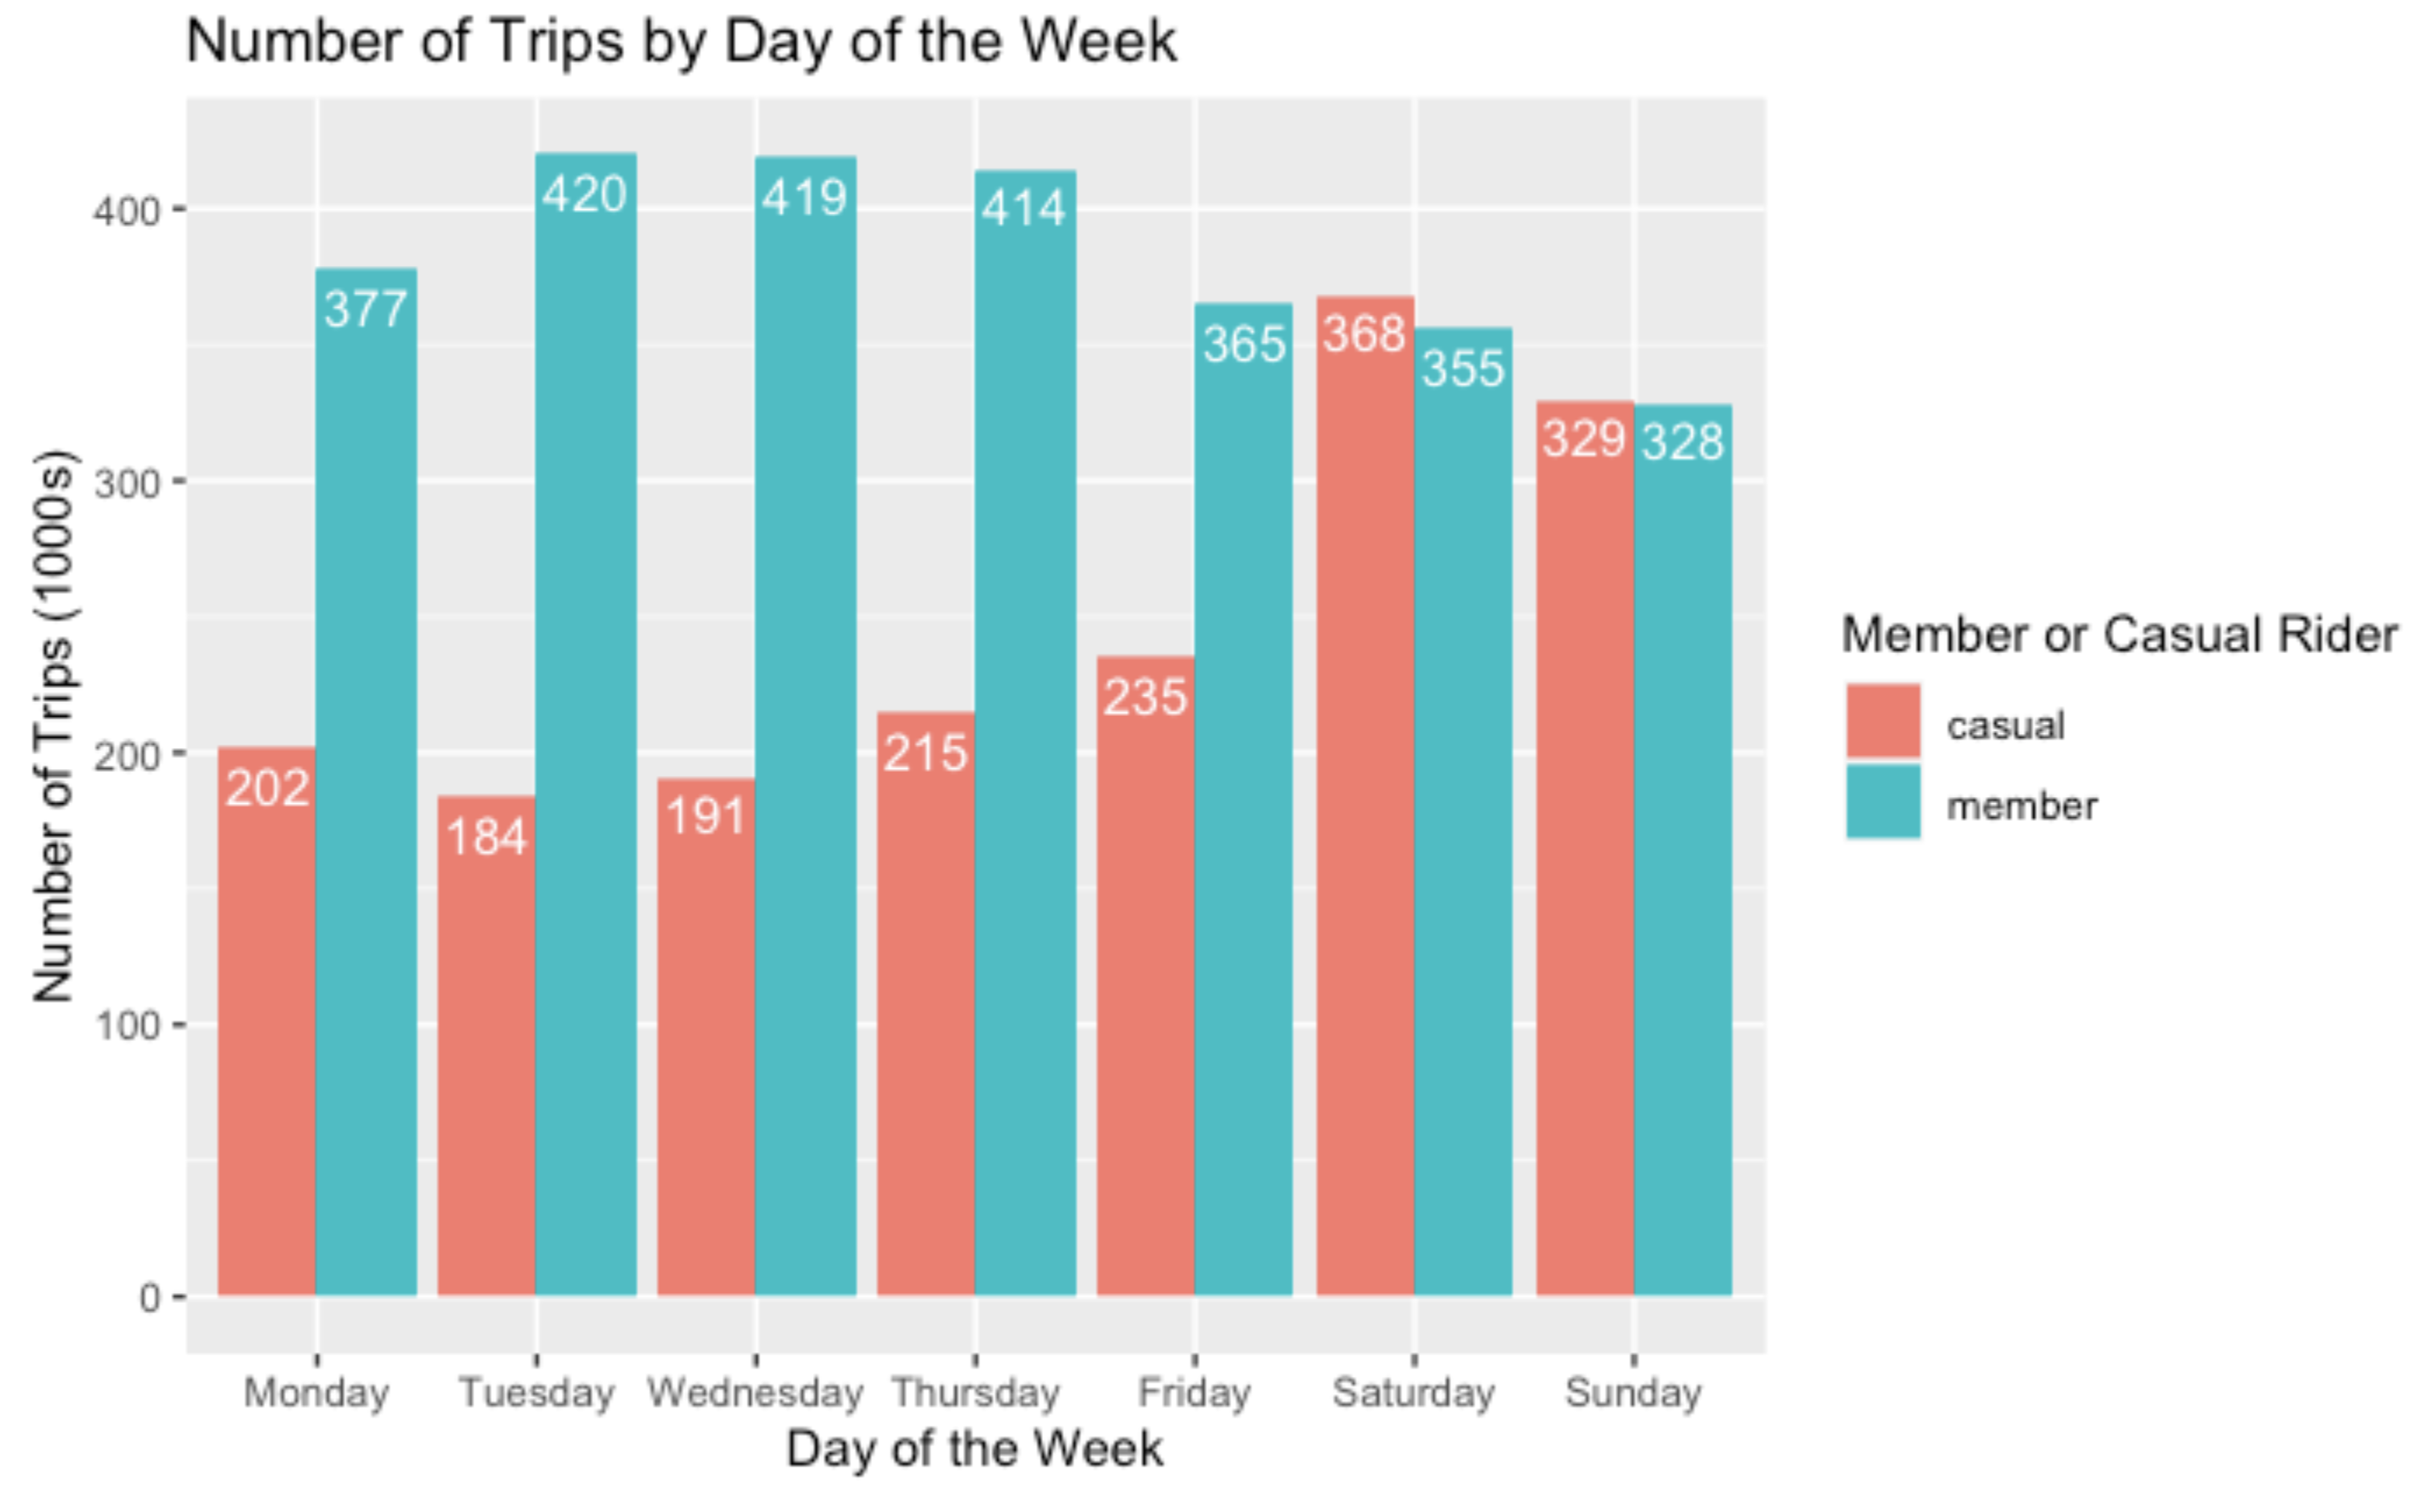 Number of Trips by Day of the Week
Number of Trips (1000s)
400
300
200
100
0
202
377
184
420
191
419
215
414
235
365
368
355
329
328
Monday
Tuesday
Wednesday
Thursday
Friday
Saturday
Sunday
Day of the Week
Member or Casual Rider
casual
member